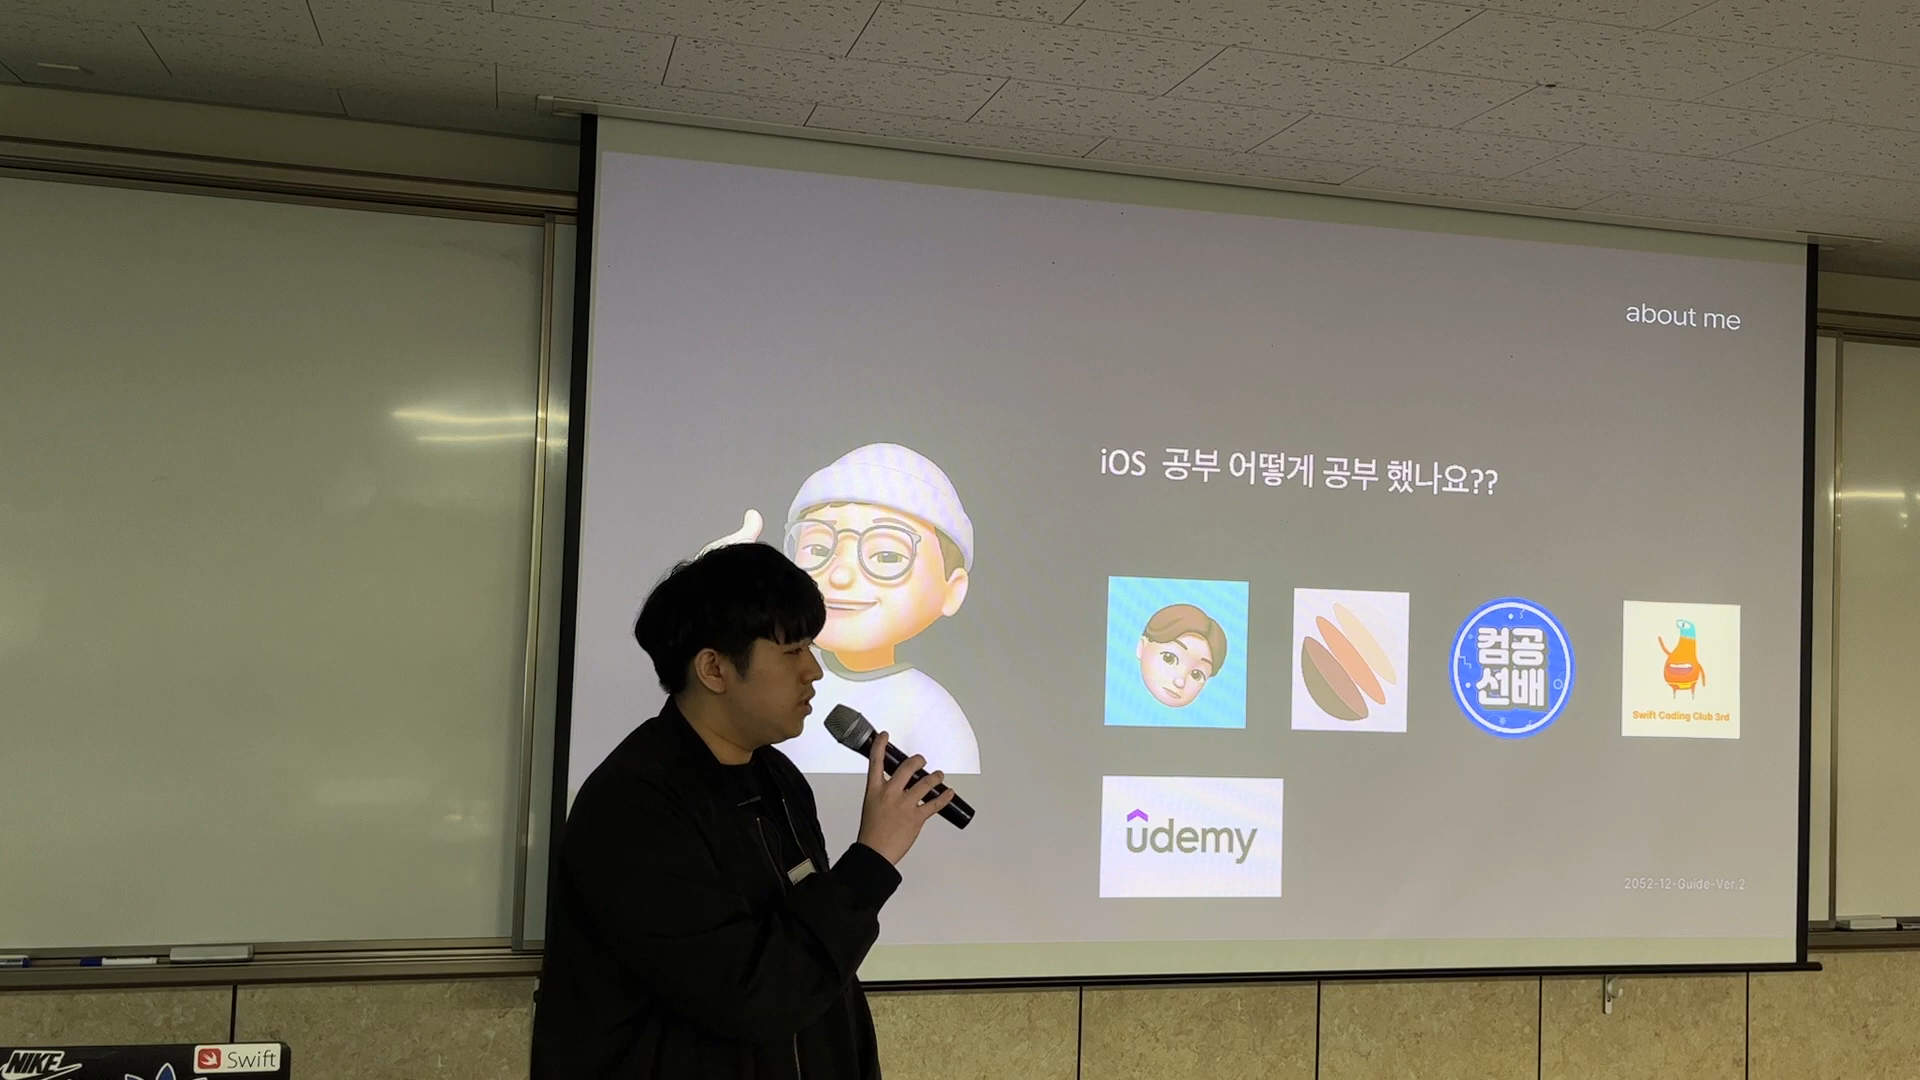 about me
iOS 공부 어떻게 공부 했나요??
컴공
선배
Swift Coding Club 3rd
udemy
2052-12-Guide-Ver.2
NIKE
Swift